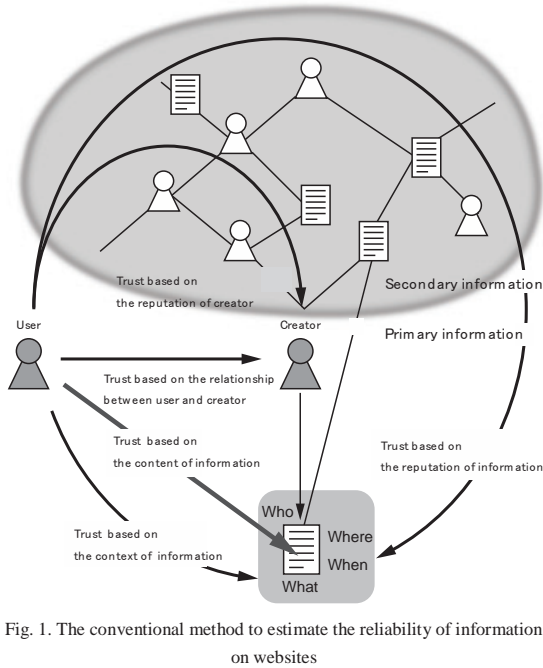 Trust based on
the reputation of creator
Secondary information
User
Creator
Primary information
Trust based on the relationship
between user and creator
Trust based on
the content of information
Trust based on
the reputation of information
Who
Where
When
What
Trust based on
the context of information
Fig. 1. The conventional method to estimate the reliability of information
on websites